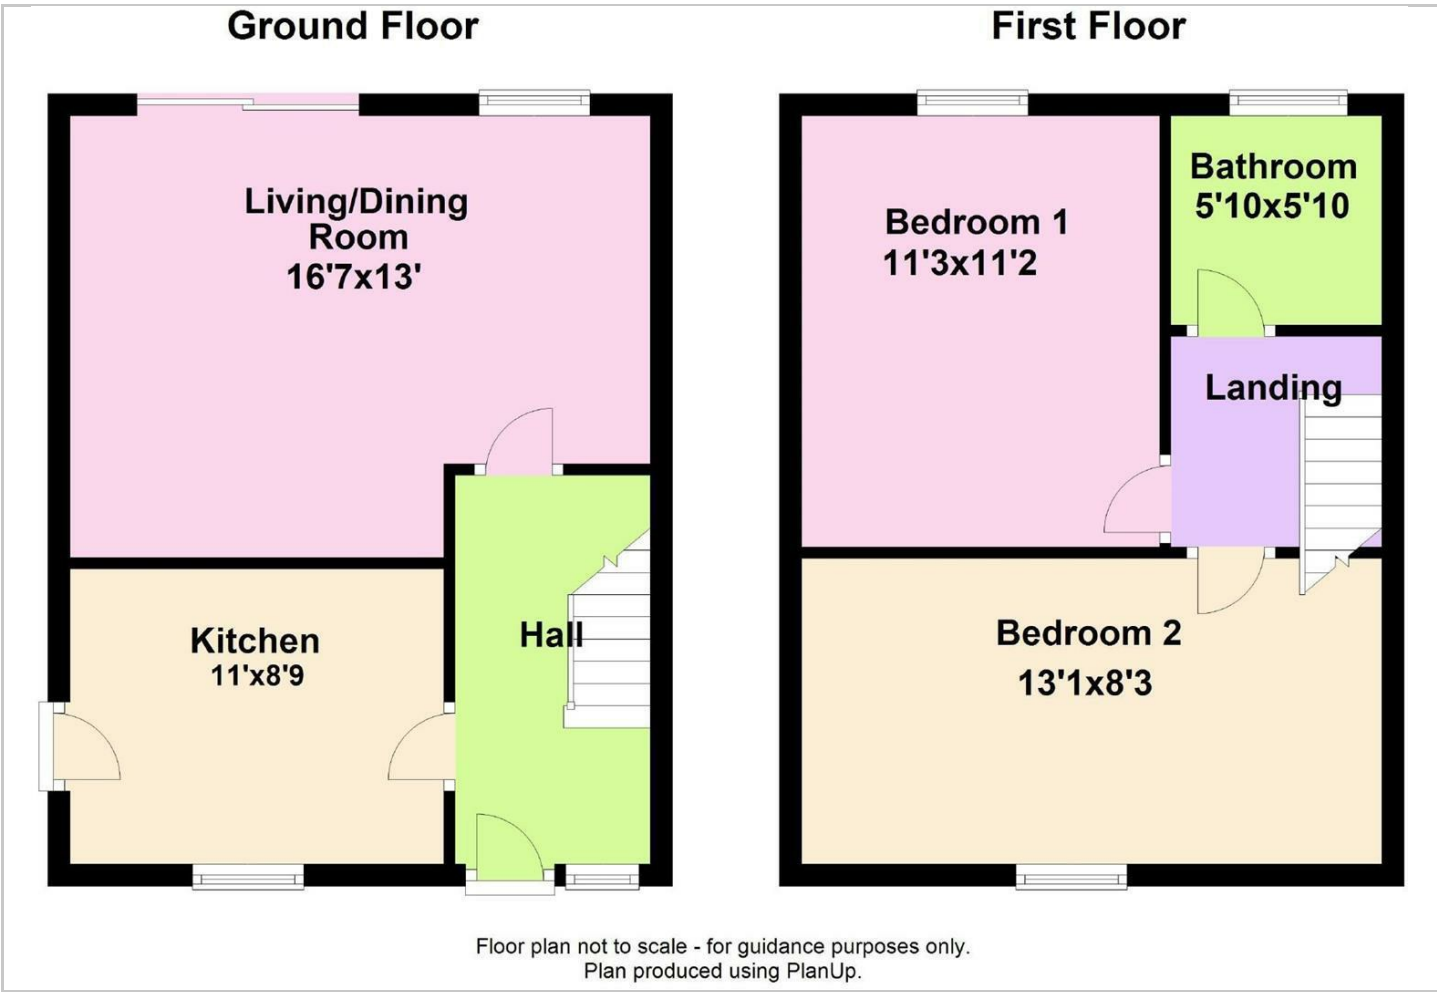 Ground Floor
First Floor
Living/Dining
Room
16'7x13'
Kitchen
11'x8'9
Hall
Bedroom 1
11'3x11'2
Bathroom
5'10x5'10
Landing
Bedroom 2
13'1x8'3
Floor plan not to scale - for guidance purposes only.
Plan produced using PlanUp.